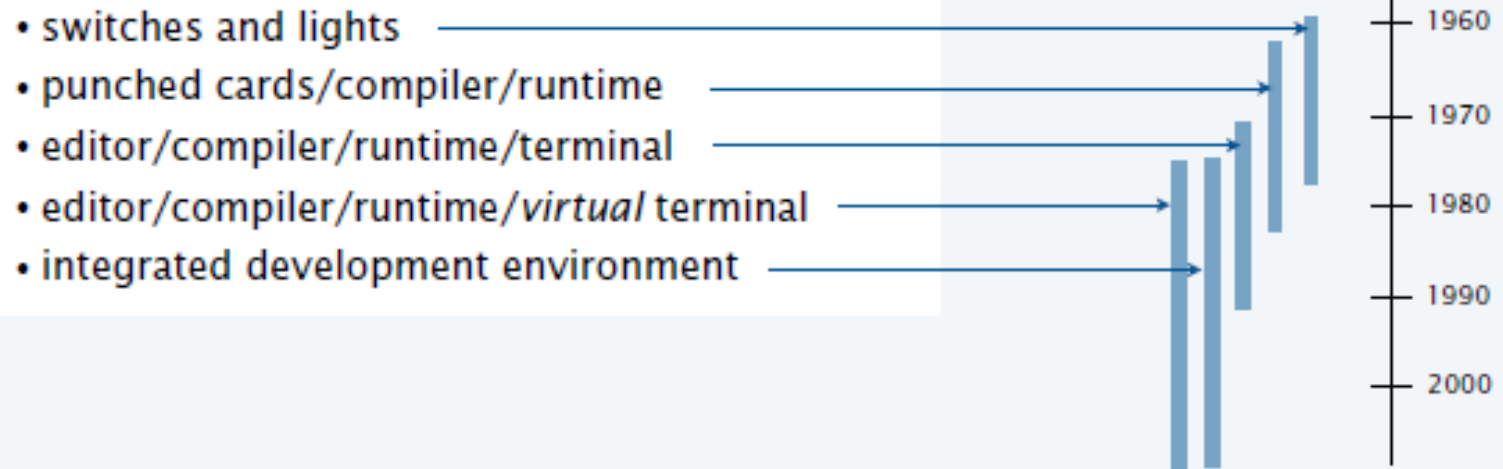 • switches and lights
• punched cards/compiler/runtime
• editor/compiler/runtime/terminal
• editor/compiler/runtime/virtual terminal
• integrated development environment
1960
1970
1980
1990
2000